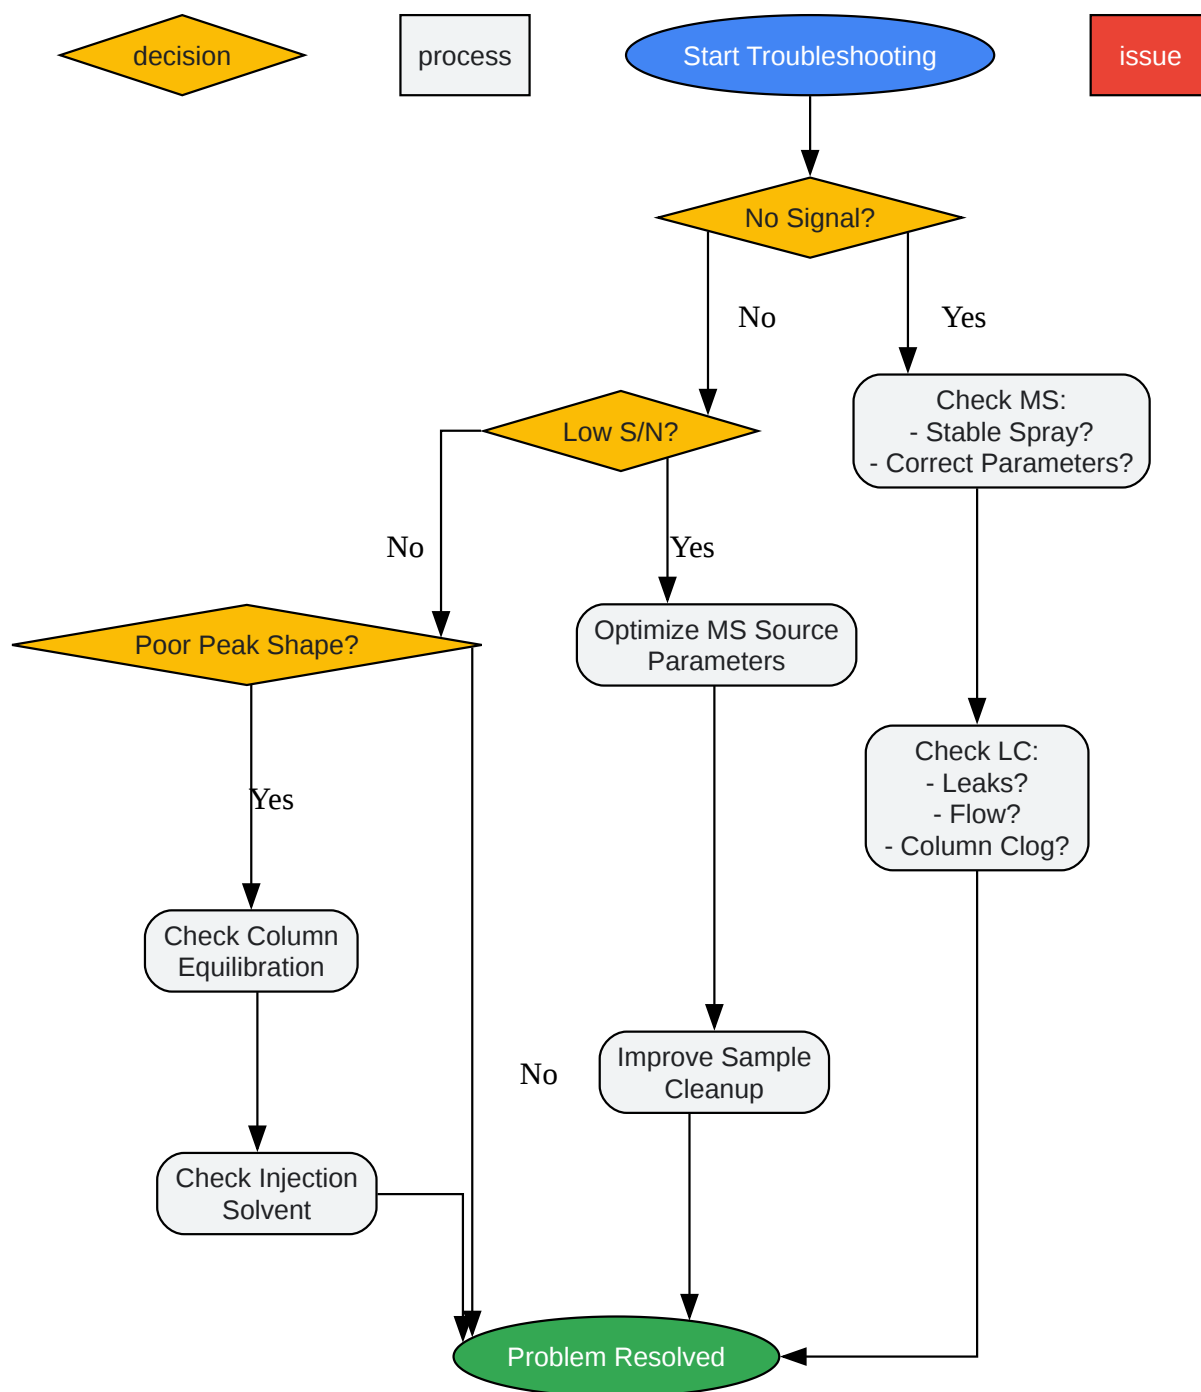 decision
process
Start Troubleshooting
issue
No Signal?
No
Yes
Check MS:
- Stable Spray?
- Correct Parameters?
Low S/N?
No
Yes
Poor Peak Shape?
Optimize MS Source
Parameters
Check LC:
- Leaks?
- Flow?
- Column Clog?
Yes
Check Column
Equilibration
No
Improve Sample
Cleanup
Check Injection
Solvent
Problem Resolved